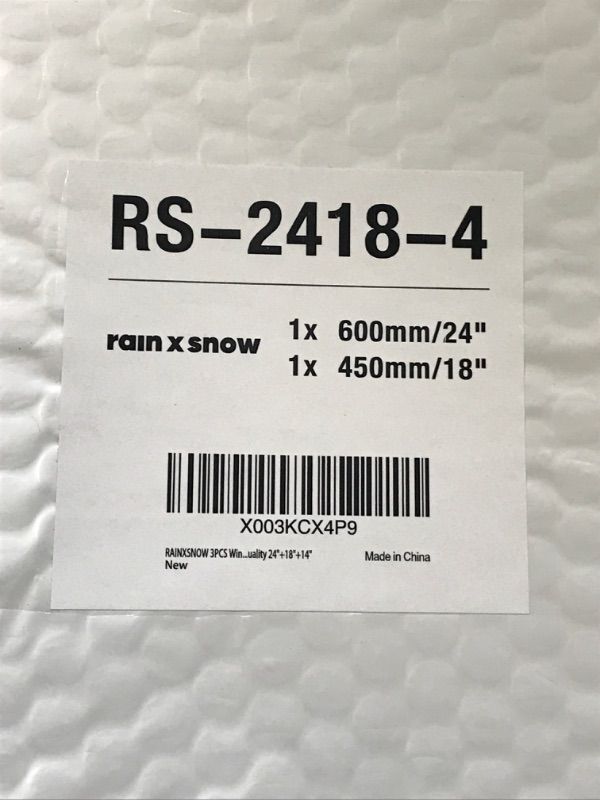 RS-2418-4
rain x snow
1x 600mm/24"
1x 450mm/18"
X003KCX4P9
RAINXSNOW 3PCS Win...uality 24"+18"+14"
New
Made in China